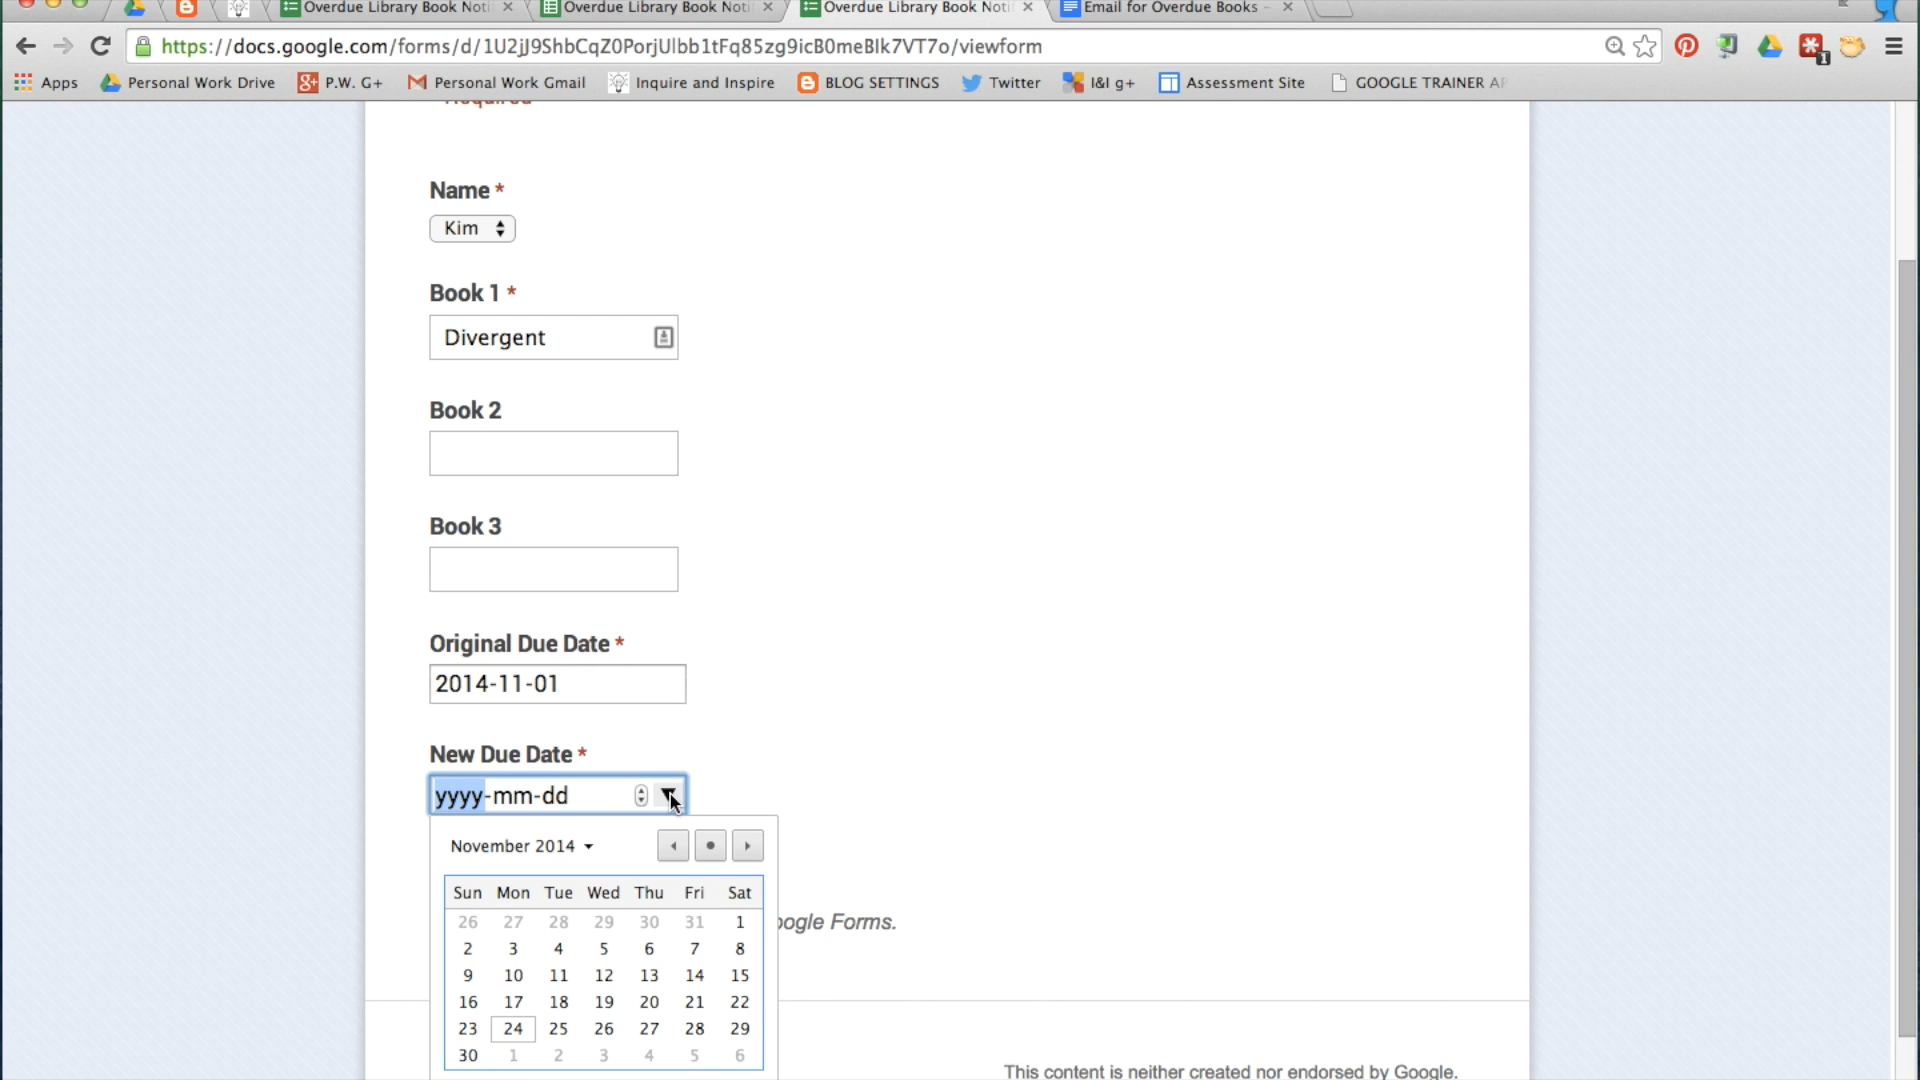 Overdue Library Book Noti Overdue Library Book Noti Overdue Library Book Noti Email for Overdue Books –
https://docs.google.com/forms/d/1U2jJ9ShbCqZ0PorjUlbb1tFq85zg9icB0meBIk7VT7o/viewform
Apps Personal Work Drive P.W. G+ Personal Work Gmail Inquire and Inspire BLOG SETTINGS Twitter I&I g+ Assessment Site GOOGLE TRAINER AP
Required
Name *
Kim
Book 1 *
Divergent
Book 2
Book 3
Original Due Date *
2014-11-01
New Due Date *
yyyy-mm-dd
November 2014
Sun Mon Tue Wed Thu Fri Sat
26 27 28 29 30 31 1
2 3 4 5 6 7 8
9 10 11 12 13 14 15
16 17 18 19 20 21 22
23 24 25 26 27 28 29
30 1 2 3 4 5 6
oogle Forms.
This content is neither created nor endorsed by Google.